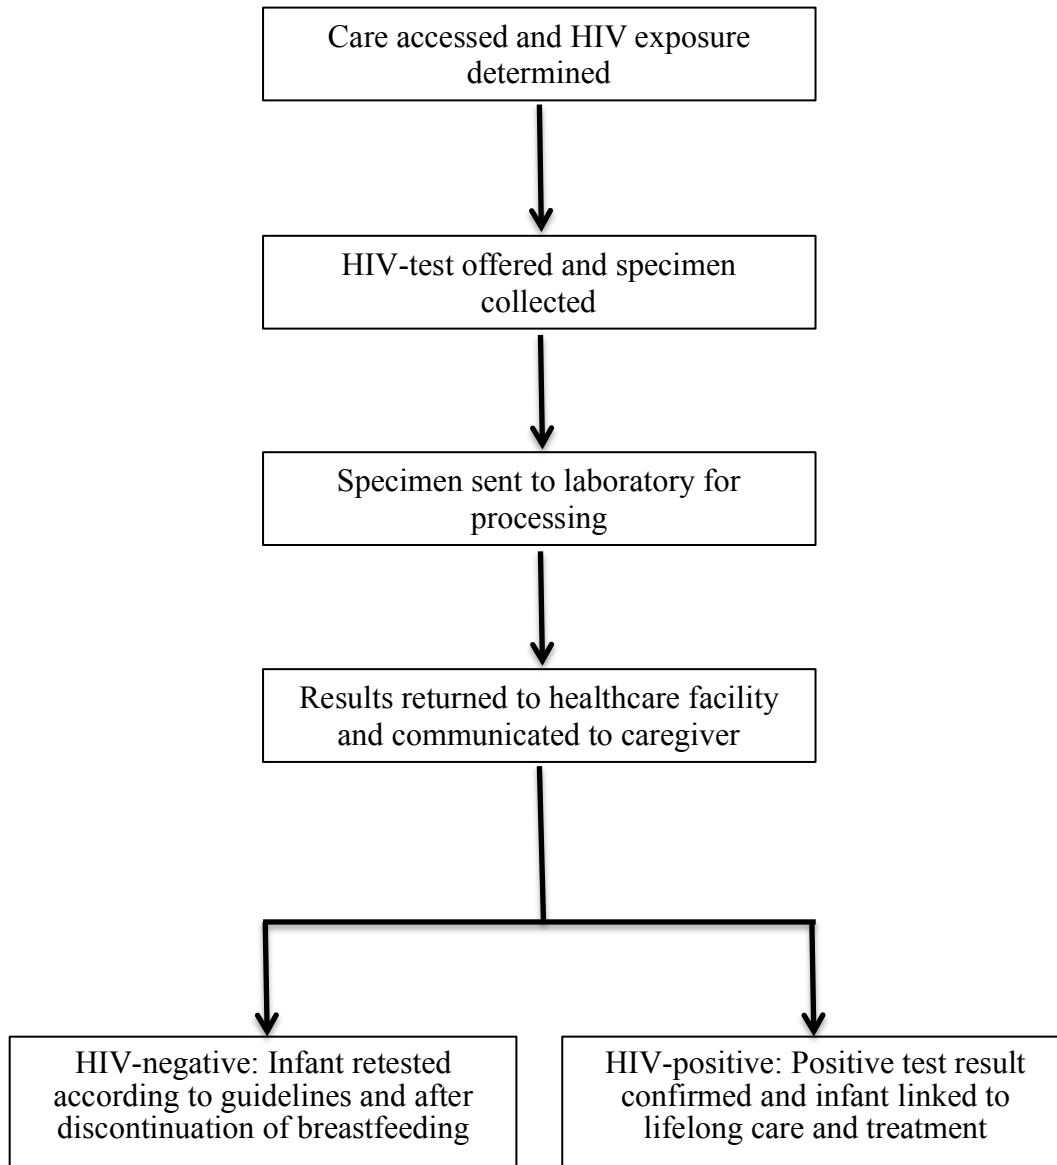 Care accessed and HIV exposure
determined
HIV-test offered and specimen
collected
Specimen sent to laboratory for
processing
Results returned to healthcare facility
and communicated to caregiver
HIV-negative: Infant retested
according to guidelines and after
discontinuation of breastfeeding
HIV-positive: Positive test result
confirmed and infant linked to
lifelong care and treatment